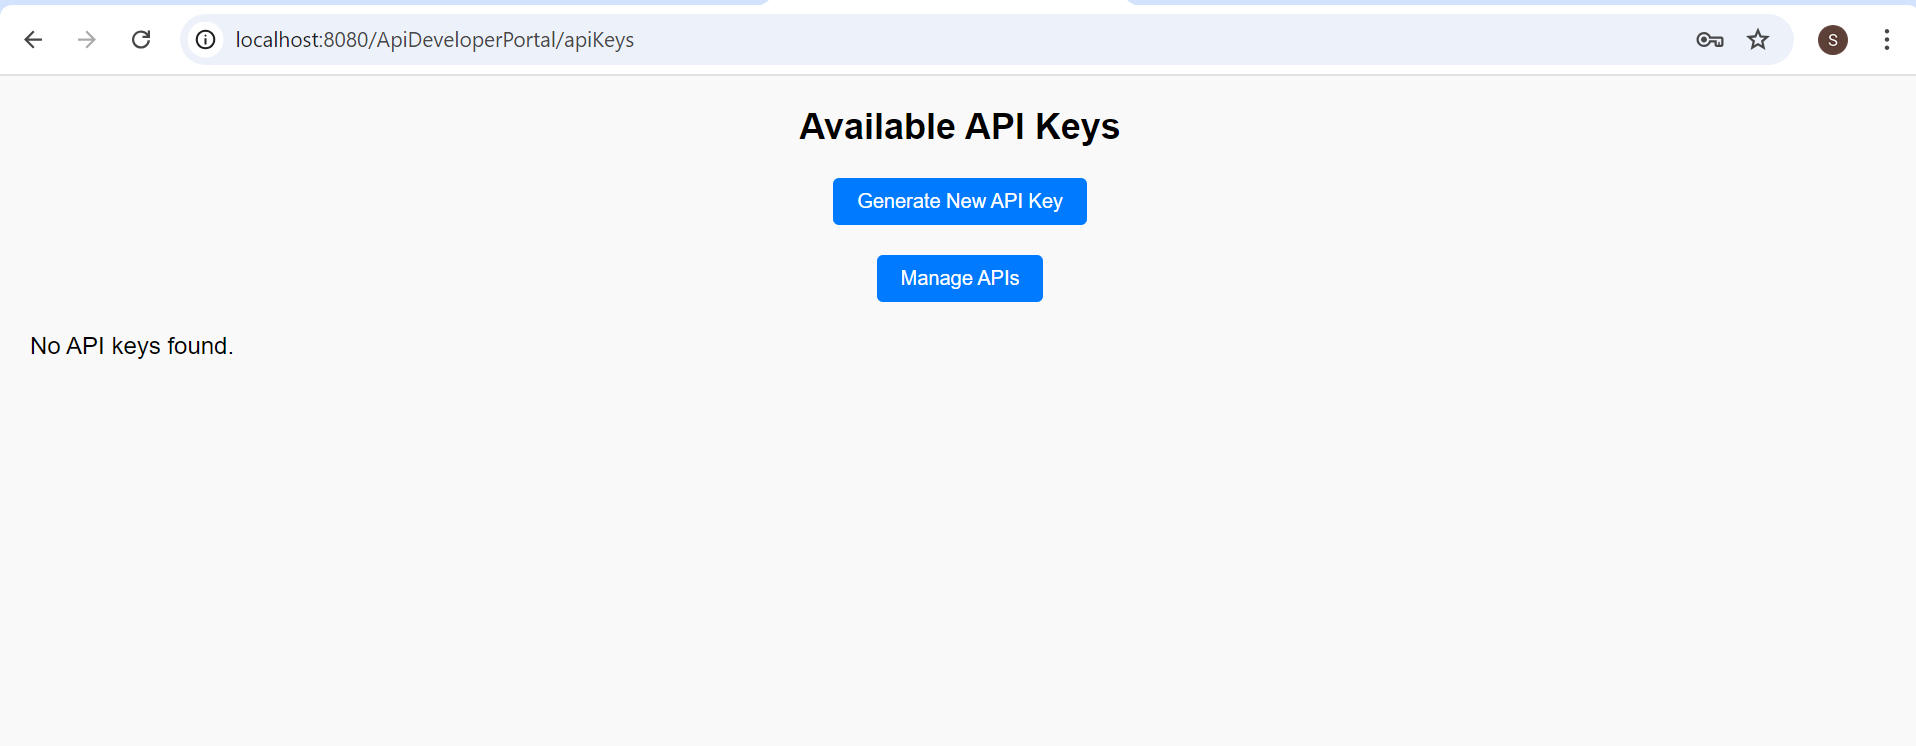 localhost:8080/ApiDeveloperPortal/apiKeys
S
Available API Keys
Generate New API Key
Manage APIs
No API keys found.